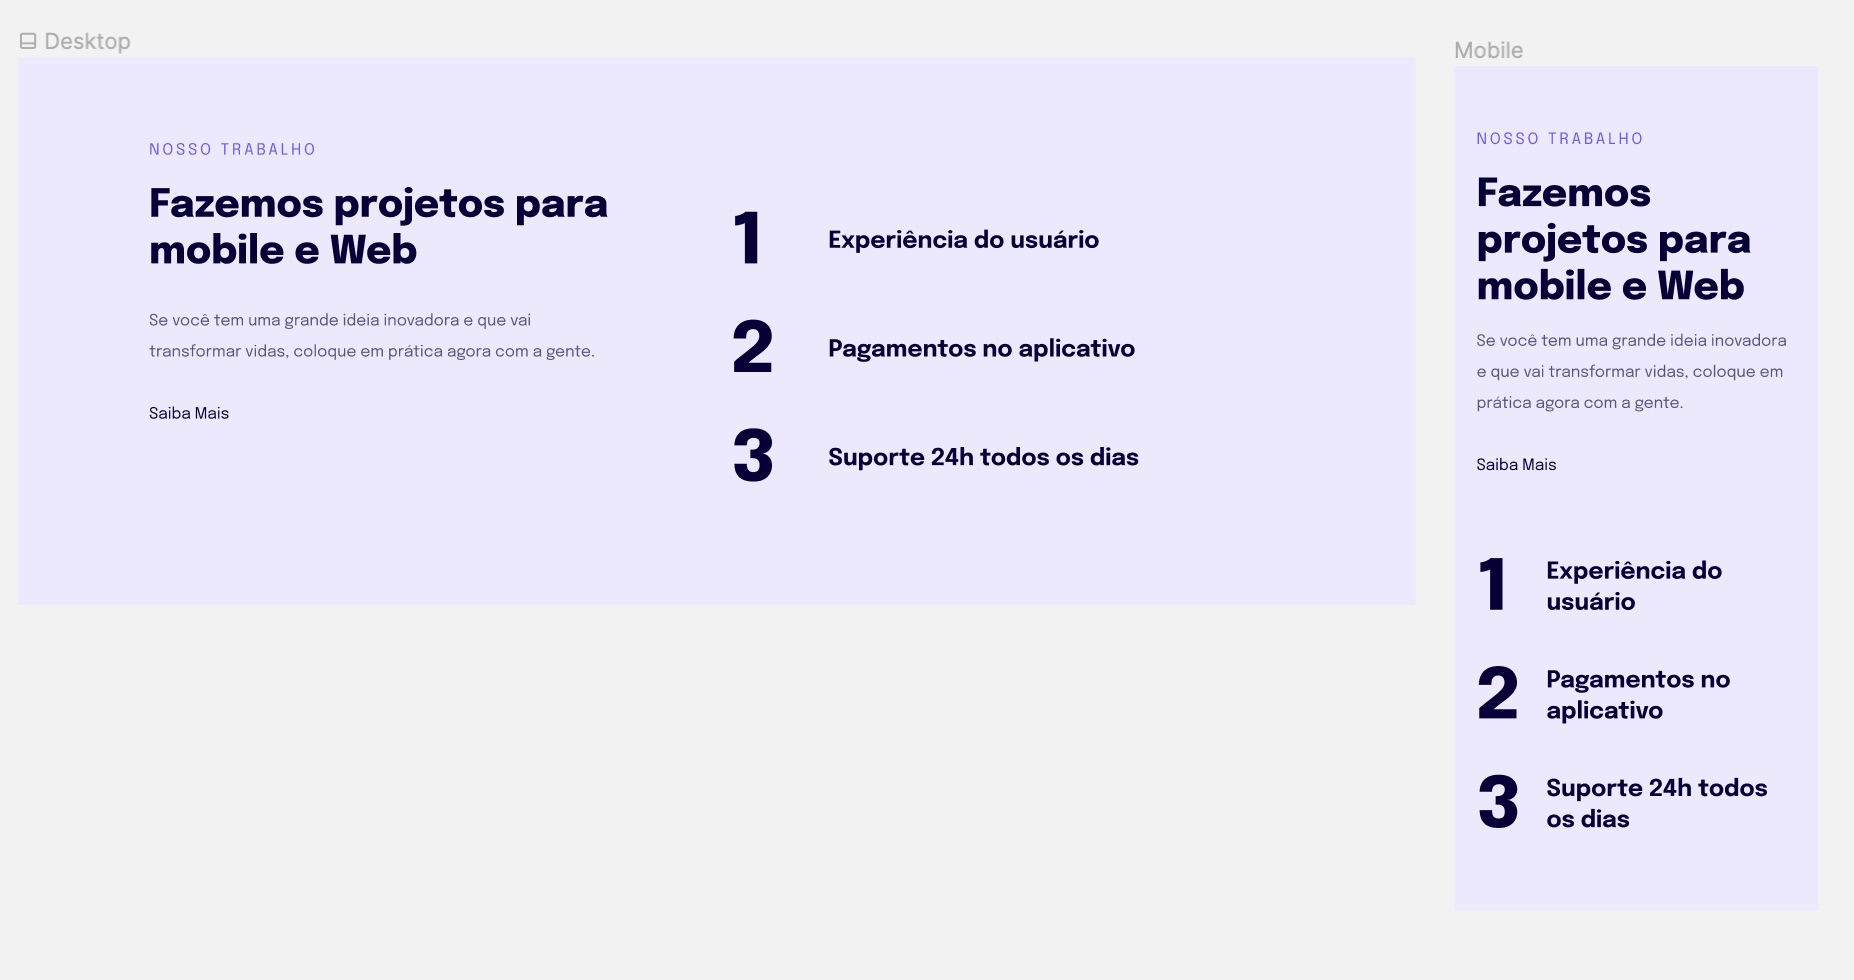 Desktop
NOSSO TRABALHO
Fazemos projetos para
mobile e Web
Se você tem uma grande ideia inovadora e que vai
transformar vidas, coloque em prática agora com a gente.
Saiba Mais
1 Experiência do usuário
2 Pagamentos no aplicativo
3 Suporte 24h todos os dias
Mobile
NOSSO TRABALHO
Fazemos
projetos para
mobile e Web
Se você tem uma grande ideia inovadora
e que vai transformar vidas, coloque em
prática agora com a gente.
Saiba Mais
1 Experiência do
usuário
2 Pagamentos no
aplicativo
3 Suporte 24h todos
os dias